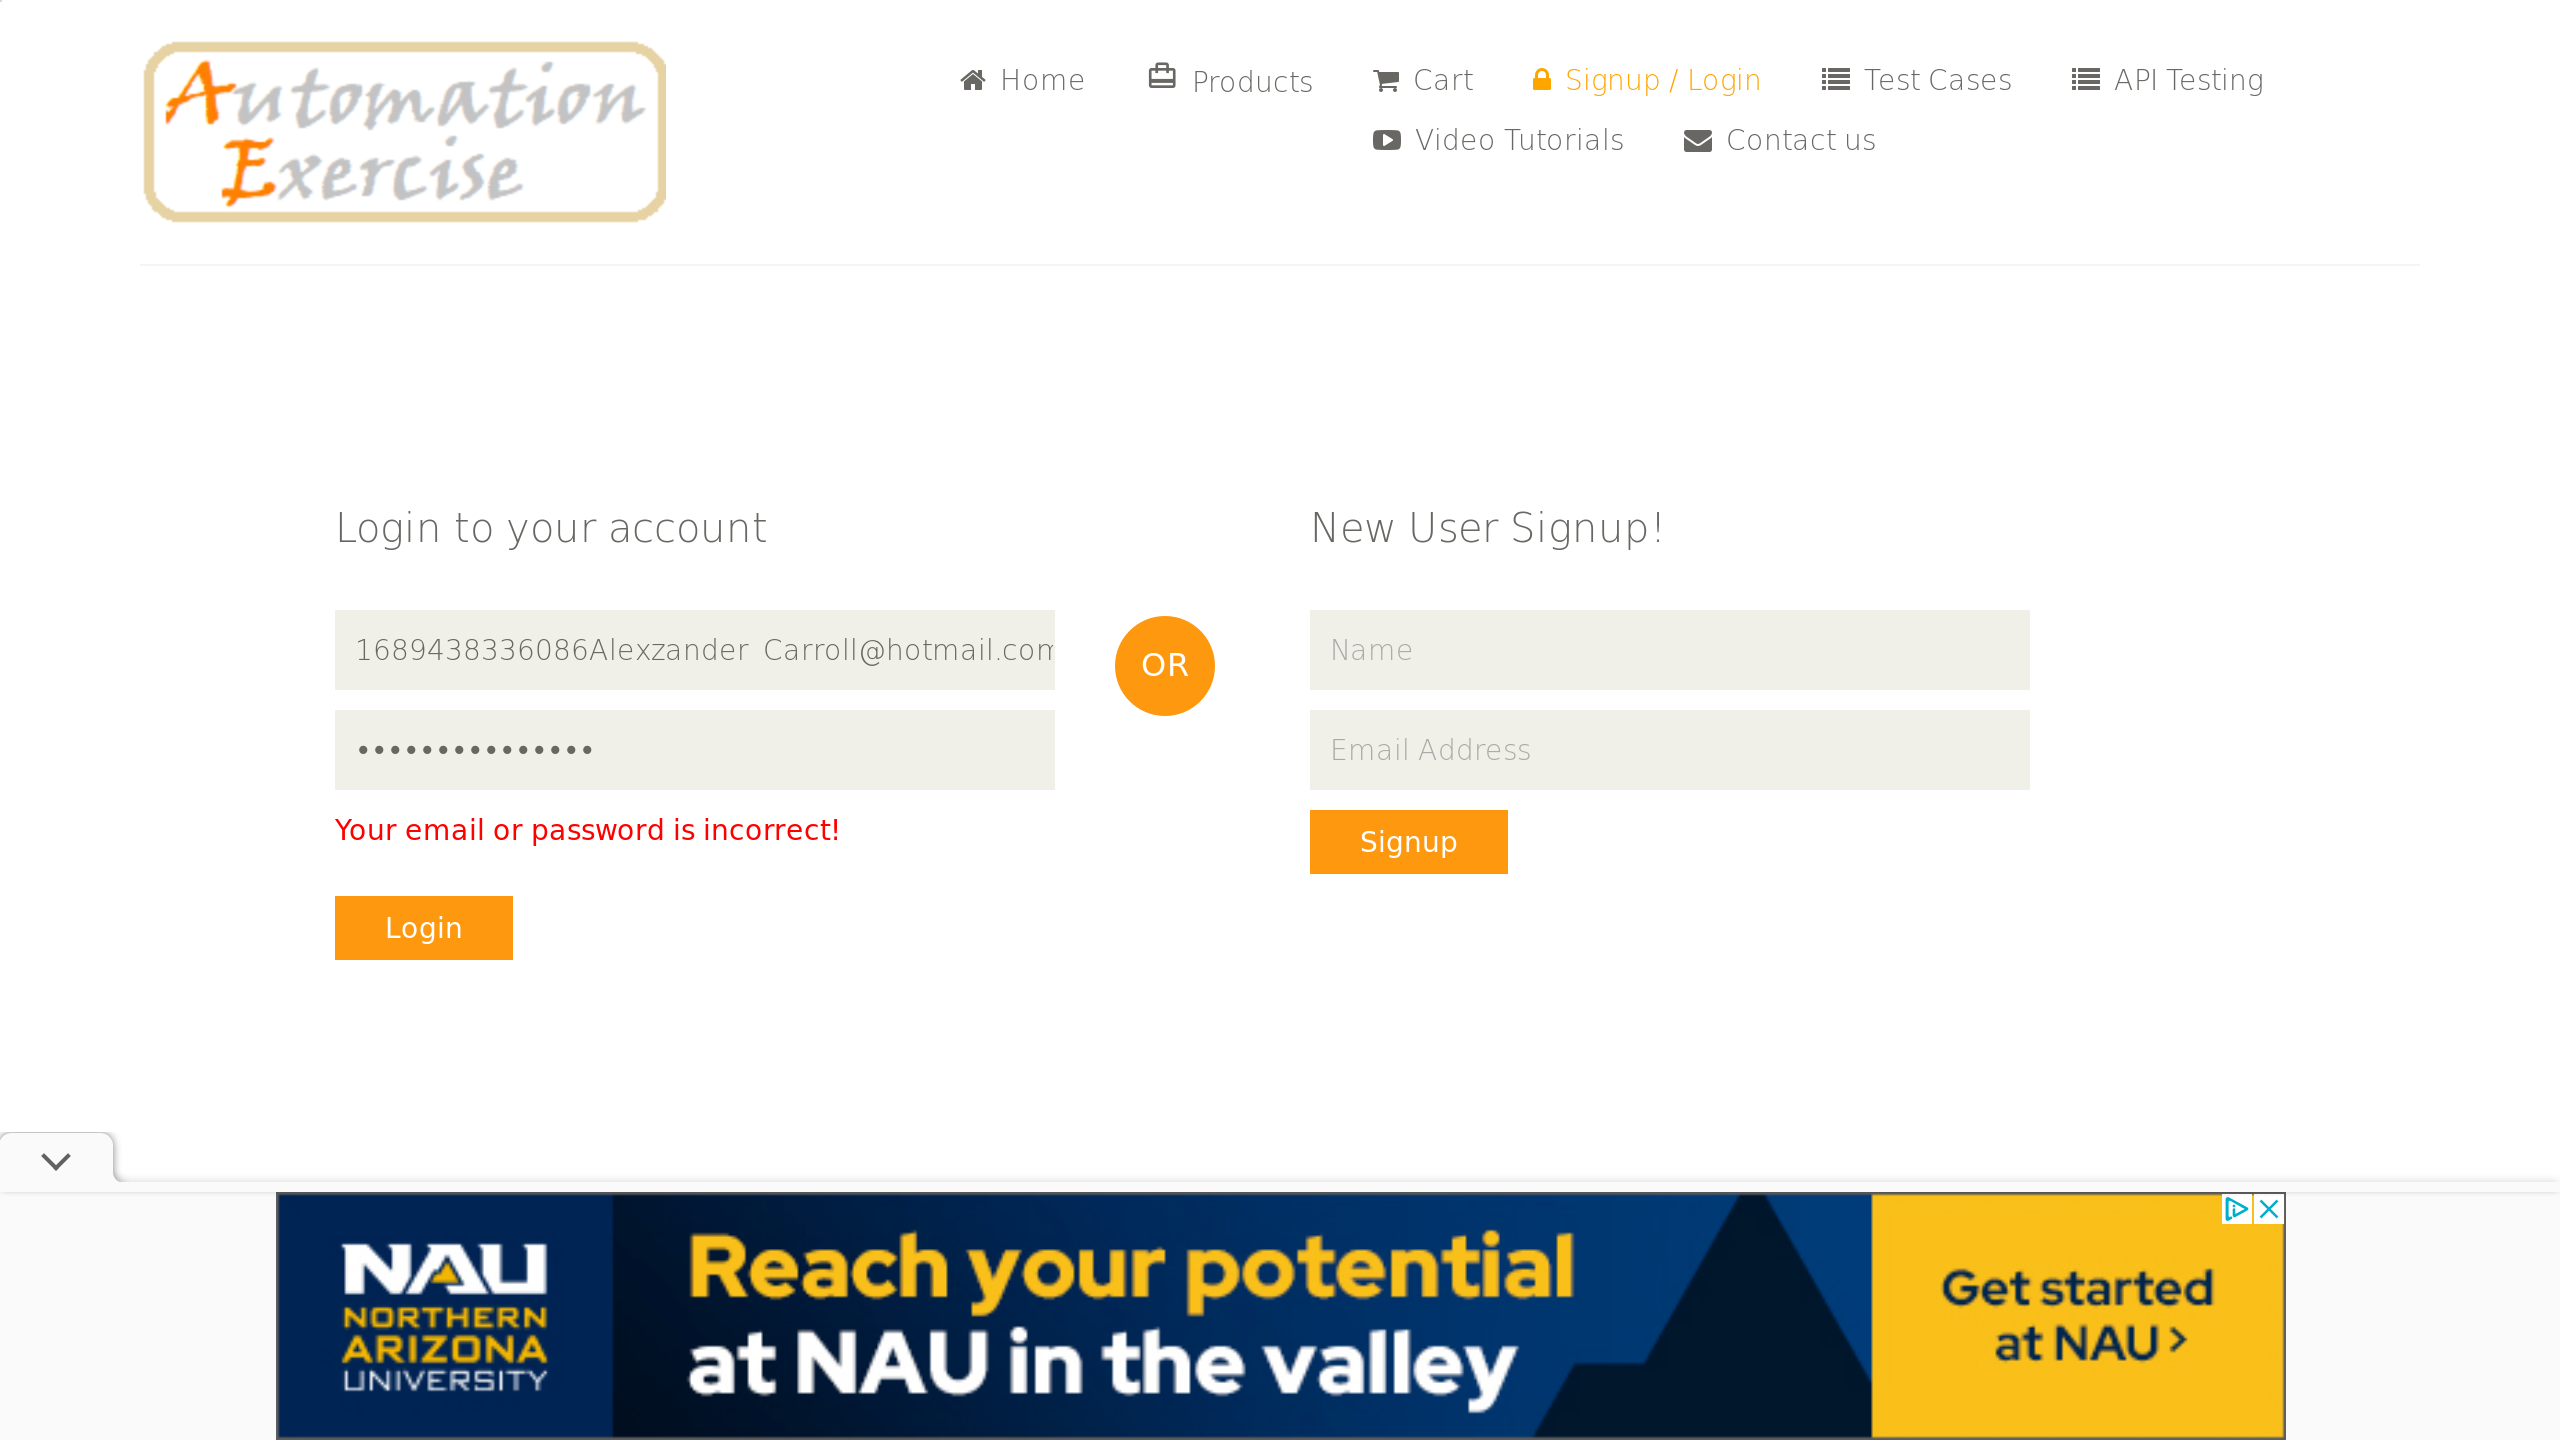 Automation
Exercise
Home
Products
Cart
Signup / Login
Test Cases
API Testing
Video Tutorials
Contact us
Login to your account
1689438336086Alexzander_Carroll@hotmail.com
•••••••••••••••
Your email or password is incorrect!
Login
OR
New User Signup!
Name
Email Address
Signup
NAU
NORTHERN
ARIZONA
UNIVERSITY
Reach your potential
at NAU in the valley
Get started
at NAU >